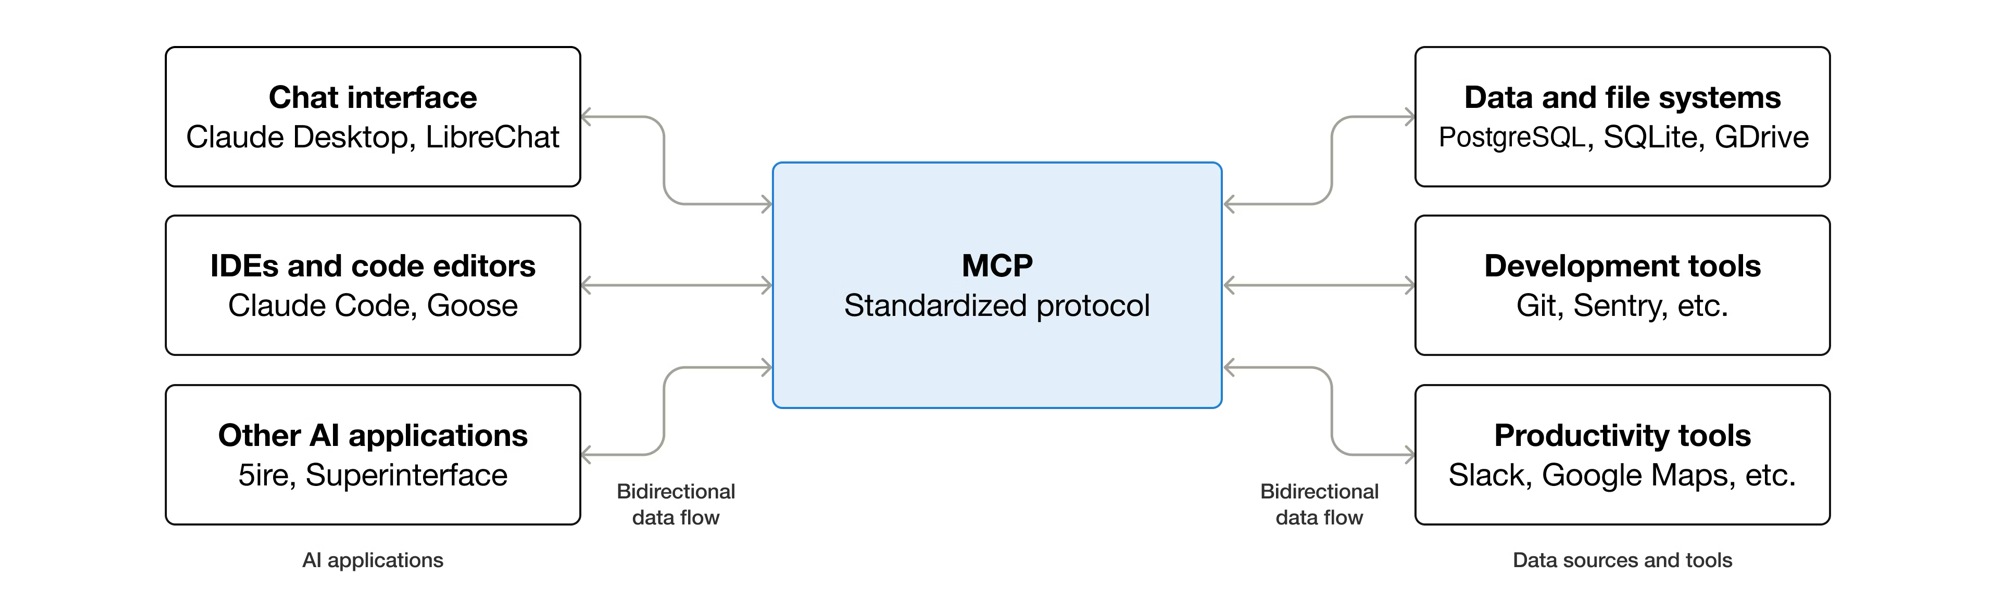 Chat interface
Claude Desktop, LibreChat
IDEs and code editors
Claude Code, Goose
Other AI applications
5ire, Superinterface
AI applications
Bidirectional
data flow
MCP
Standardized protocol
Bidirectional
data flow
Data and file systems
PostgreSQL, SQLite, GDrive
Development tools
Git, Sentry, etc.
Productivity tools
Slack, Google Maps, etc.
Data sources and tools